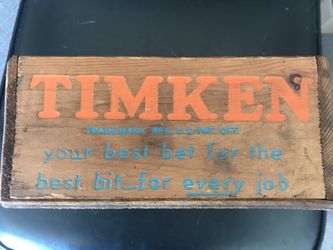 TIMKEN
TRADEMARK REG. U.S. PAT. OFF.
your best bet for the
best bit...for every job